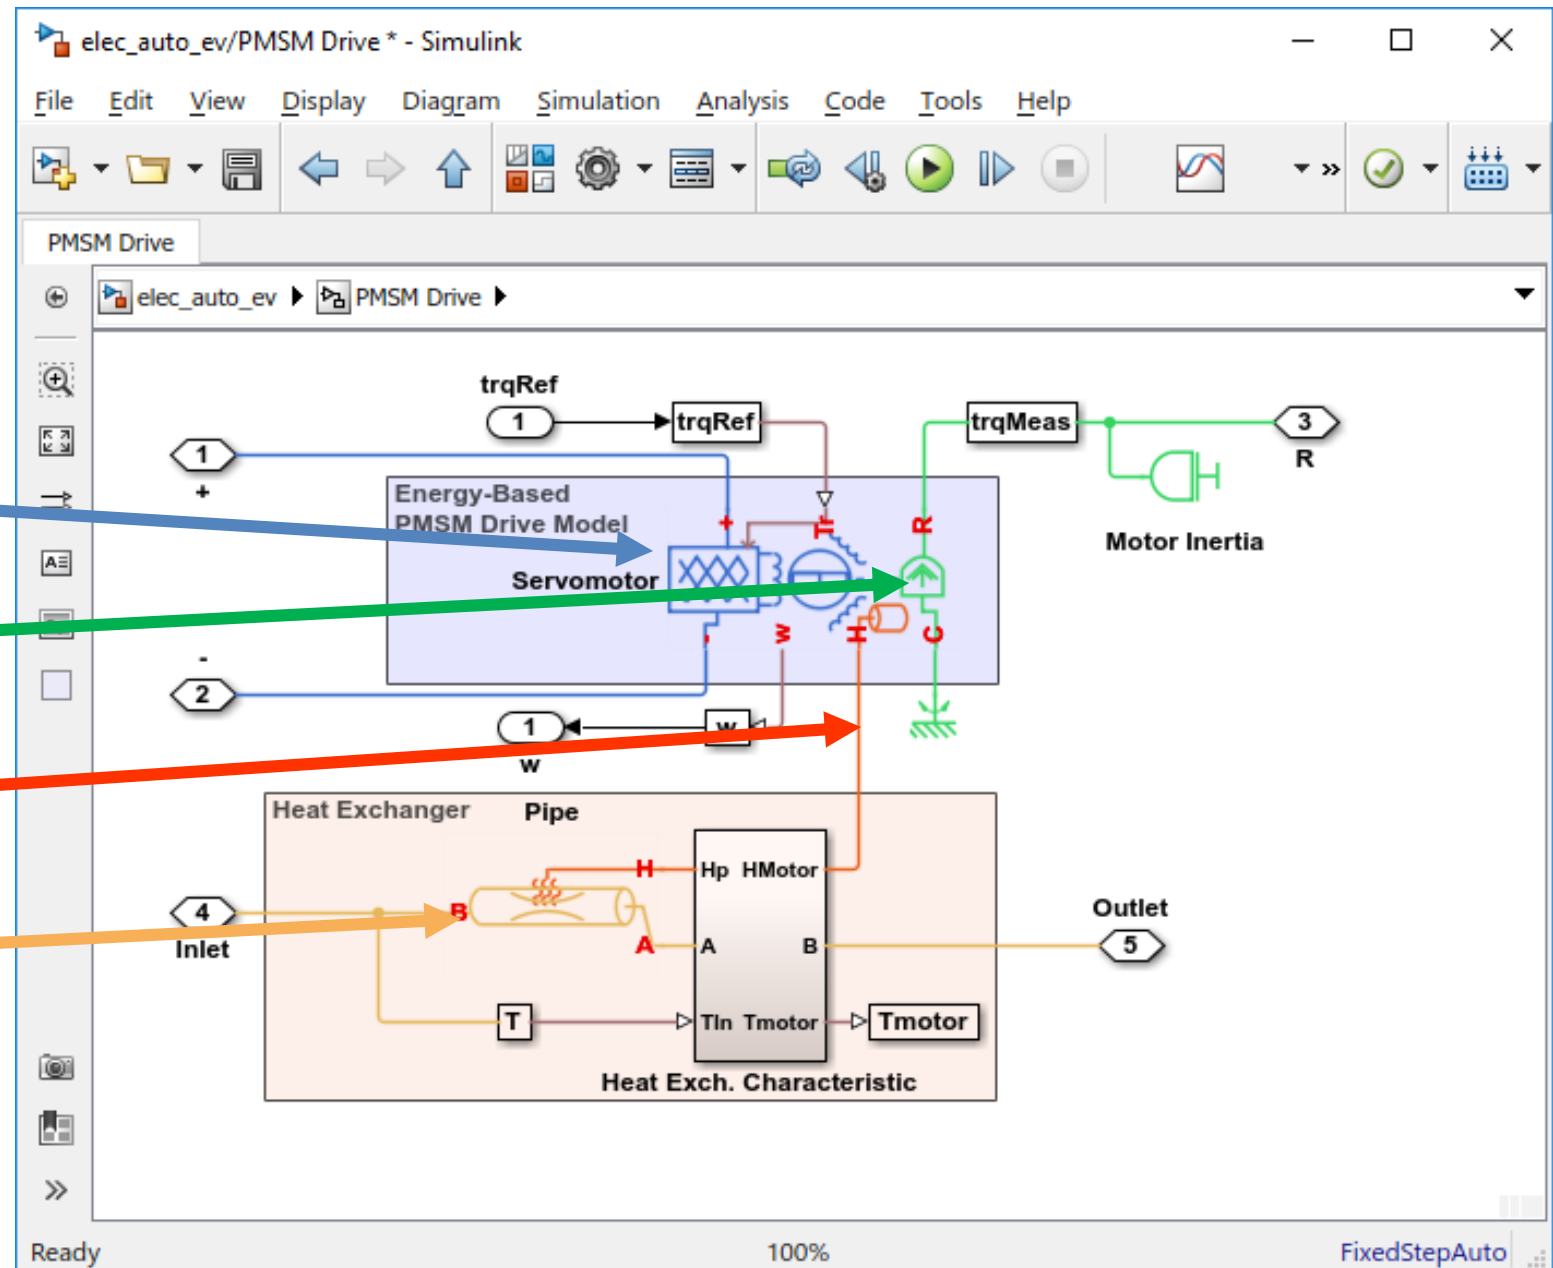 elec_auto_ev/PMSM Drive * - Simulink
File Edit View Display Diagram Simulation Analysis Code Tools Help
PMSM Drive
elec_auto_ev PMSM Drive
trqRef
1
trqRef
trqMeas
3
R
1
+
Energy-Based
PMSM Drive Model
+
Tr
R
Motor Inertia
Servomotor
-
w
H
C
-
2
1
w
w
Heat Exchanger
Pipe
H
Hp HMotor
4
Inlet
B
A
A B
Outlet
5
T
TIn Tmotor
Tmotor
Heat Exch. Characteristic
Ready 100% FixedStepAuto